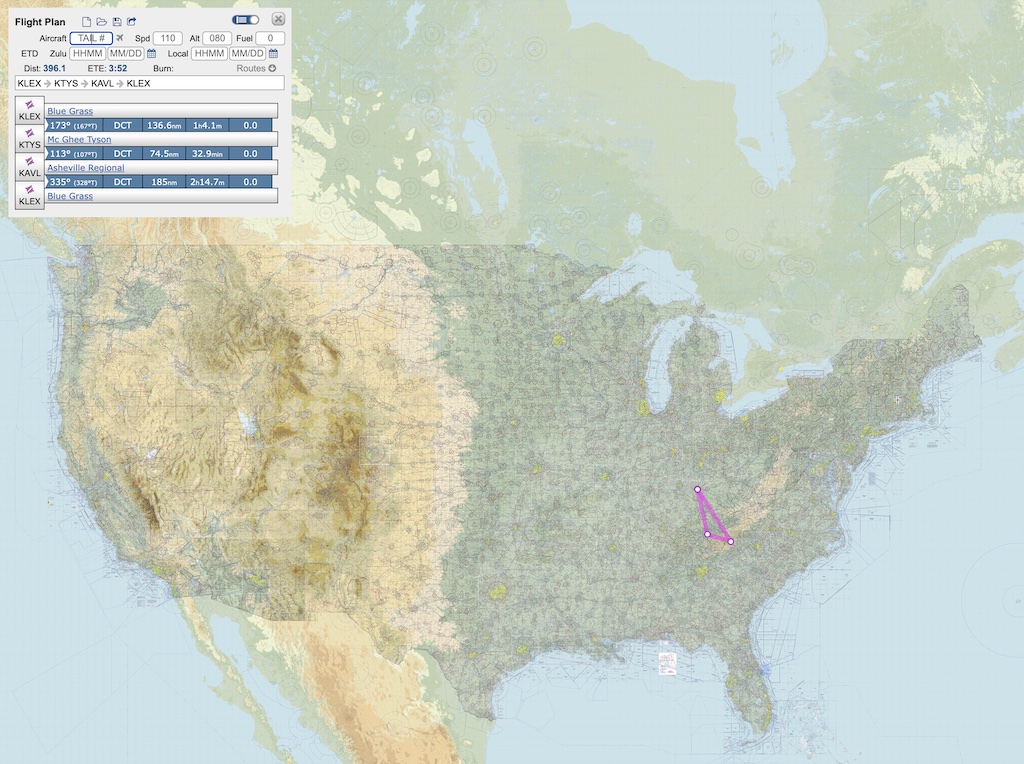 Flight Plan
Aircraft TAIL # Spd 110 Alt 080 Fuel 0
ETD Zulu HHMM MM/DD Local HHMM MM/DD
Dist: 396.1 ETE: 3:52 Burn: Routes
KLEX → KTYS → KAVL → KLEX
KLEX Blue Grass
173° (167°T) DCT 136.6nm 1h4.1m 0.0
KTYS Mc Ghee Tyson
113° (107°T) DCT 74.5nm 32.9min 0.0
KAVL Asheville Regional
335° (328°T) DCT 185nm 2h14.7m 0.0
KLEX Blue Grass